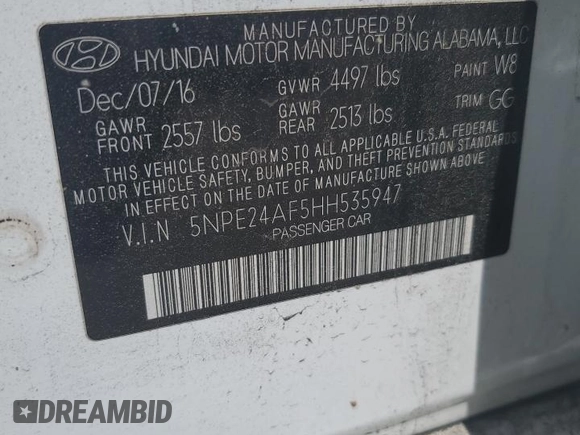 MANUFACTURED BY
HYUNDAI MOTOR MANUFACTURING ALABAMA, LLC
Dec/07/16 GVWR 4497 lbs PAINT W8
GAWR FRONT 2557 lbs GAWR REAR 2513 lbs TRIM GG
THIS VEHICLE CONFORMS TO ALL APPLICABLE U.S.A. FEDERAL
MOTOR VEHICLE SAFETY, BUMPER, AND THEFT PREVENTION STANDARDS
IN EFFECT ON THE DATE OF MANUFACTURE SHOWN ABOVE
V.I.N 5NPE24AF5HH535947
PASSENGER CAR
DREAMBID